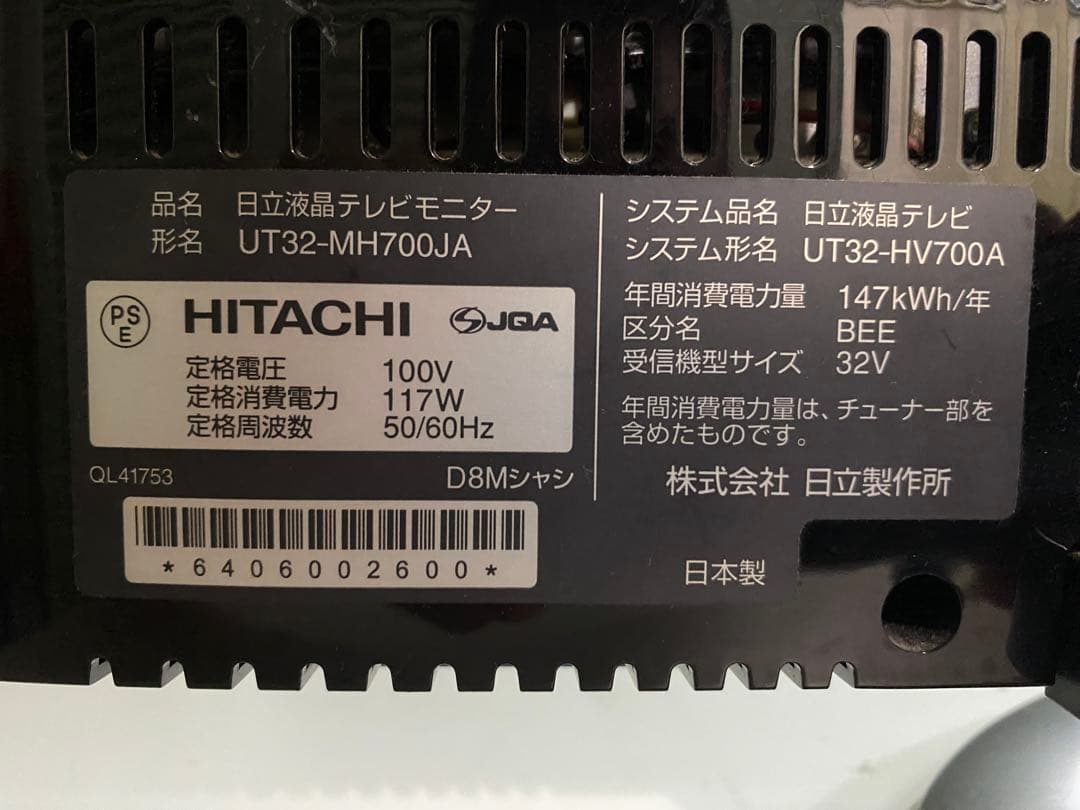 品名 日立液晶テレビモニター
形名 UT32-MH700JA
PS
E
HITACHI
JQA
定格電圧 100V
定格消費電力 117W
定格周波数 50/60Hz
QL41753
D8Mシャシ
*6406002600*
システム品名 日立液晶テレビ
システム形名 UT32-HV700A
年間消費電力量 147kWh/年
区分名 BEE
受信機型サイズ 32V
年間消費電力量は、チューナー部を
含めたものです。
株式会社 日立製作所
日本製